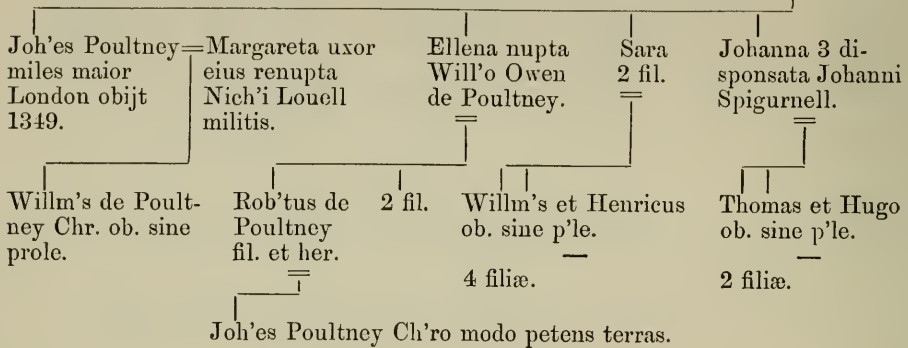 Joh'es Poultney=Margareta uxor
miles maior eius renupta
London obijt Nich'i Louell
1349. militis.
Ellena nupta
Will'o Owen
de Poultney.
Sara
2 fil.
Johanna 3 di-
sponsata Johanni
Spigurnell.
Willm's de Poult-
ney Chr. ob. sine
prole.
Rob'tus de
Poultney
fil. et her.
2 fil.
Willm's et Henricus
ob. sine p'le.
4 filiæ.
Thomas et Hugo
ob. sine p'le.
2 filiæ.
Joh'es Poultney Ch'ro modo petens terras.